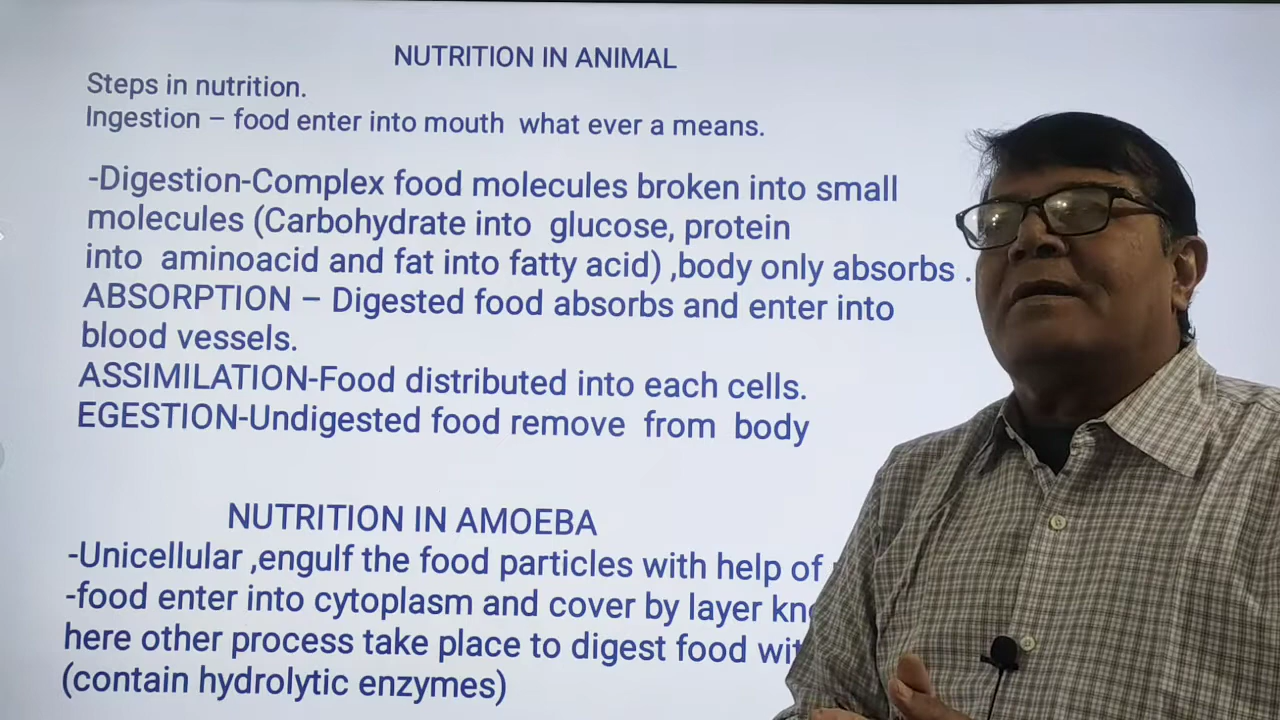 NUTRITION IN ANIMAL
Steps in nutrition.
Ingestion – food enter into mouth what ever a means.
-Digestion-Complex food molecules broken into small
molecules (Carbohydrate into glucose, protein
into aminoacid and fat into fatty acid) ,body only absorbs .
ABSORPTION – Digested food absorbs and enter into
blood vessels.
ASSIMILATION-Food distributed into each cells.
EGESTION-Undigested food remove from body
NUTRITION IN AMOEBA
-Unicellular ,engulf the food particles with help of
-food enter into cytoplasm and cover by layer
here other process take place to digest food
(contain hydrolytic enzymes)